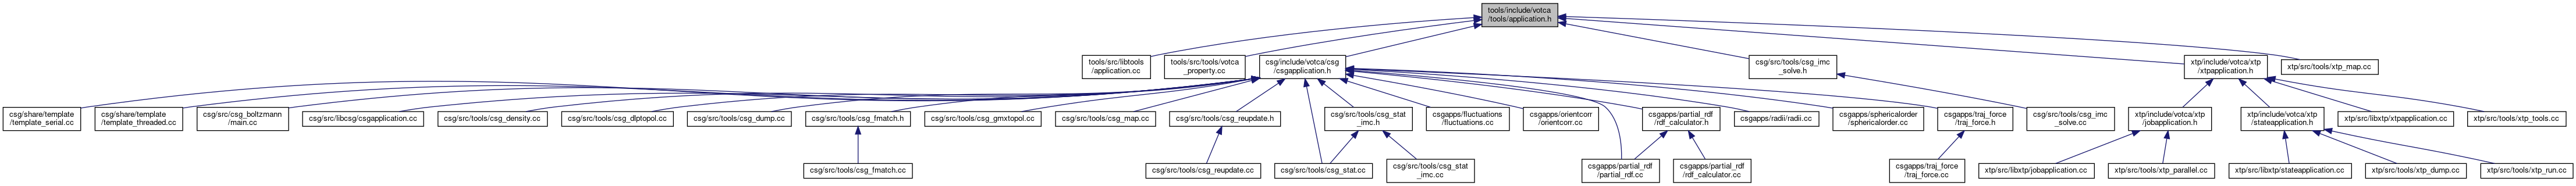 tools/include/votca
/tools/application.h
tools/src/libtools
/application.cc
tools/src/tools/votca
_property.cc
csg/include/votca/csg
/csgapplication.h
csg/src/tools/csg_imc
_solve.h
xtp/include/votca/xtp
/xtpapplication.h
xtp/src/tools/xtp_map.cc
csg/share/template
/template_serial.cc
csg/share/template
/template_threaded.cc
csg/src/csg_boltzmann
/main.cc
csg/src/libcsg/csgapplication.cc
csg/src/tools/csg_density.cc
csg/src/tools/csg_dlptopol.cc
csg/src/tools/csg_dump.cc
csg/src/tools/csg_fmatch.h
csg/src/tools/csg_gmxtopol.cc
csg/src/tools/csg_map.cc
csg/src/tools/csg_reupdate.h
csg/src/tools/csg_stat
_imc.h
csgapps/fluctuations
/fluctuations.cc
csgapps/orientcorr
/orientcorr.cc
csgapps/partial_rdf
/rdf_calculator.h
csgapps/radii/radii.cc
csgapps/sphericalorder
/sphericalorder.cc
csgapps/traj_force
/traj_force.h
csg/src/tools/csg_imc
_solve.cc
xtp/include/votca/xtp
/jobapplication.h
xtp/include/votca/xtp
/stateapplication.h
xtp/src/libxtp/xtpapplication.cc
xtp/src/tools/xtp_tools.cc
csg/src/tools/csg_fmatch.cc
csg/src/tools/csg_reupdate.cc
csg/src/tools/csg_stat.cc
csg/src/tools/csg_stat
_imc.cc
csgapps/partial_rdf
/partial_rdf.cc
csgapps/partial_rdf
/rdf_calculator.cc
csgapps/traj_force
/traj_force.cc
xtp/src/libxtp/jobapplication.cc
xtp/src/tools/xtp_parallel.cc
xtp/src/libxtp/stateapplication.cc
xtp/src/tools/xtp_dump.cc
xtp/src/tools/xtp_run.cc